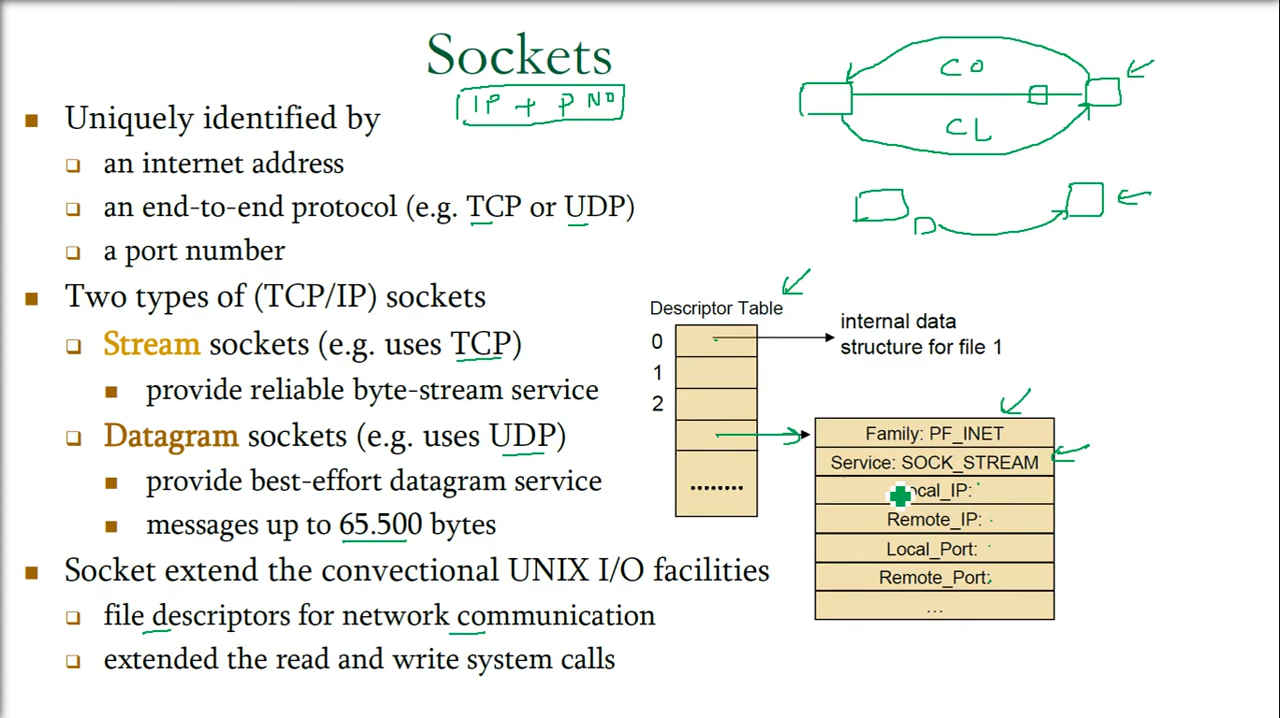 Sockets
IP + P NO
Uniquely identified by
an internet address
an end-to-end protocol (e.g. TCP or UDP)
a port number
Two types of (TCP/IP) sockets
Stream sockets (e.g. uses TCP)
provide reliable byte-stream service
Datagram sockets (e.g. uses UDP)
provide best-effort datagram service
messages up to 65.500 bytes
Socket extend the convectional UNIX I/O facilities
file descriptors for network communication
extended the read and write system calls
CO
CL
D
Descriptor Table
0
1
2
........
internal data
structure for file 1
Family: PF_INET
Service: SOCK_STREAM
ocal_IP:
Remote_IP:
Local_Port:
Remote_Port:
...